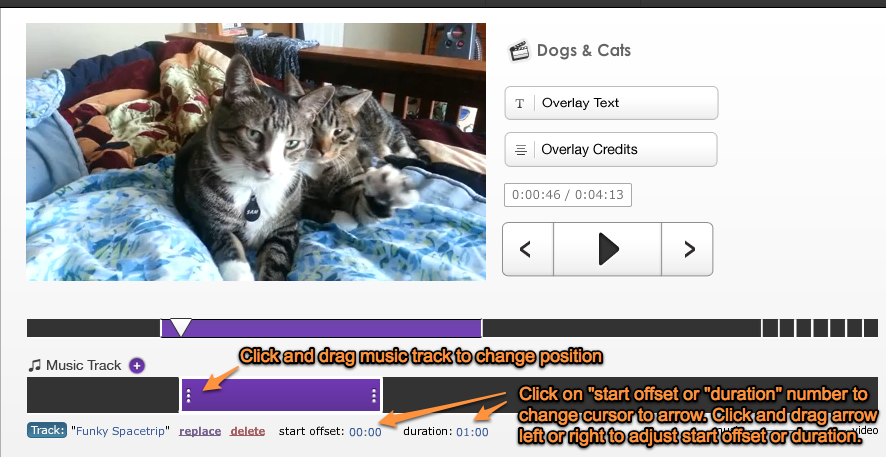 Dogs & Cats
T Overlay Text
Overlay Credits
0:00:46 / 0:04:13
SAM
Click and drag music track to change position
Music Track
Click on "start offset or "duration" number to
change cursor to arrow. Click and drag arrow
left or right to adjust start offset or duration.
Track: "Funky Spacetrip" replace delete start offset: 00:00 duration: 01:00
video